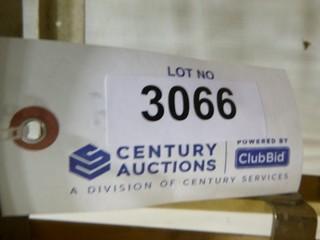 LOT NO
3066
CENTURY
AUCTIONS
POWERED BY
ClubBid
A DIVISION OF CENTURY SERVICES